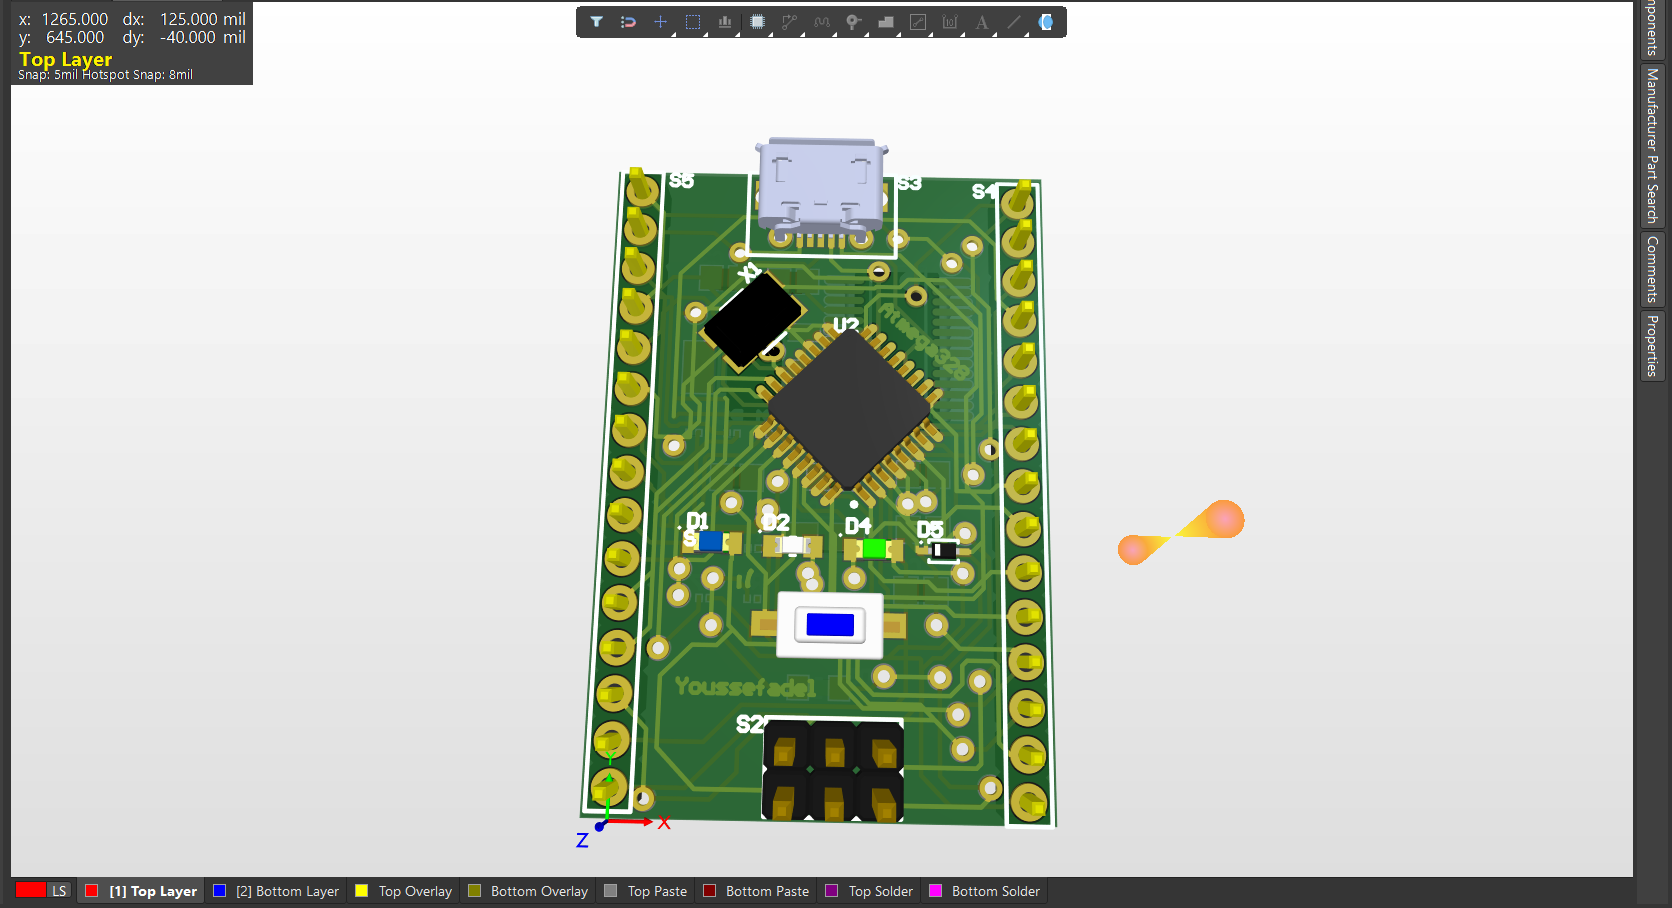 x: 1265.000 dx: 125.000 mil
y: 645.000 dy: -40.000 mil
Top Layer
Snap: 5mil Hotspot Snap: 8mil
Manufacturer Part Search
Comments
Properties
S5
S3
S4
X1
U2
Atmega328
D1
D2
D4
D5
S
Youssefadel
S2
Y
X
Z
LS
[1] Top Layer
[2] Bottom Layer
Top Overlay
Bottom Overlay
Top Paste
Bottom Paste
Top Solder
Bottom Solder